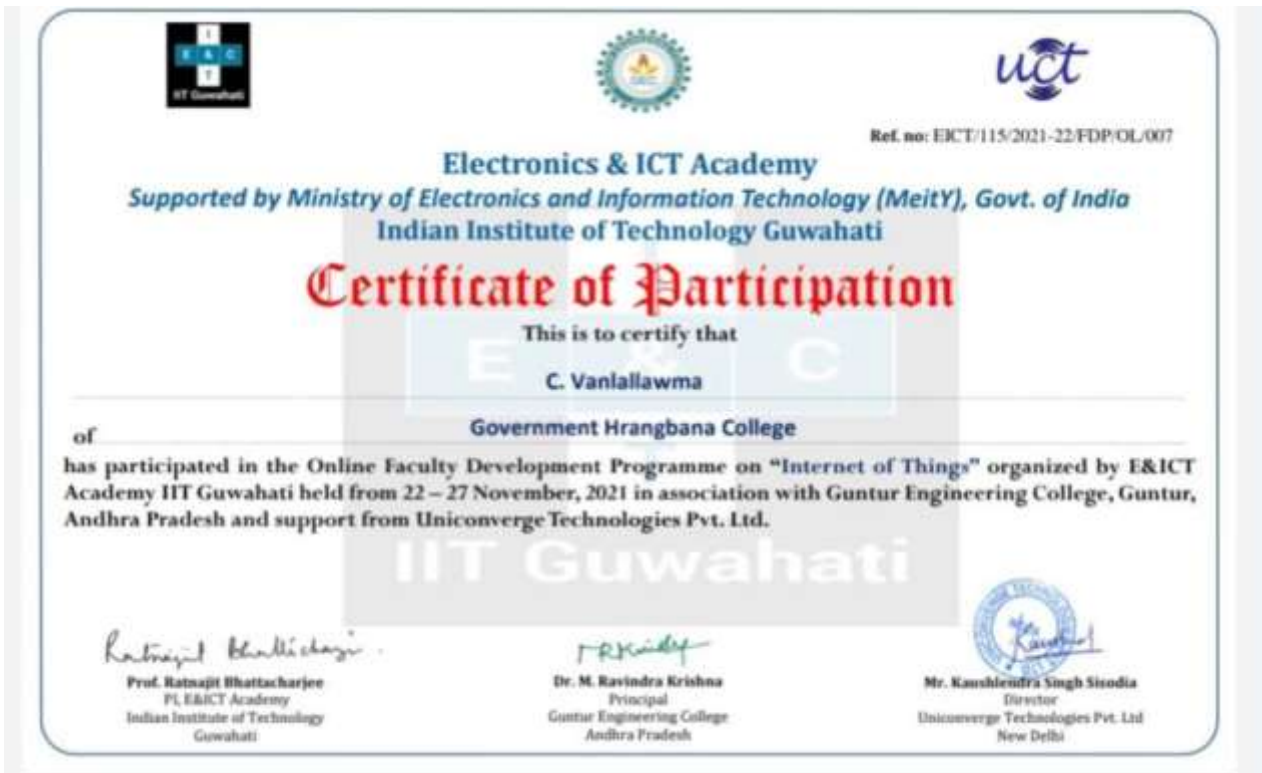 I
E & C
T
IIT Guwahati
uct
Ref. no: EICT/115/2021-22/FDP/OL/007
Electronics & ICT Academy
Supported by Ministry of Electronics and Information Technology (MeitY), Govt. of India
Indian Institute of Technology Guwahati
Certificate of Participation
This is to certify that
C. Vanlallawma
of Government Hrangbana College
has participated in the Online Faculty Development Programme on “Internet of Things” organized by E&ICT
Academy IIT Guwahati held from 22 – 27 November, 2021 in association with Guntur Engineering College, Guntur,
Andhra Pradesh and support from Uniconverge Technologies Pvt. Ltd.
E & C
T
IIT Guwahati
Prof. Ratnajit Bhattacharjee
PI, E&ICT Academy
Indian Institute of Technology
Guwahati
Dr. M. Ravindra Krishna
Principal
Guntur Engineering College
Andhra Pradesh
Mr. Kaushlendra Singh Sisodia
Director
Uniconverge Technologies Pvt. Ltd
New Delhi